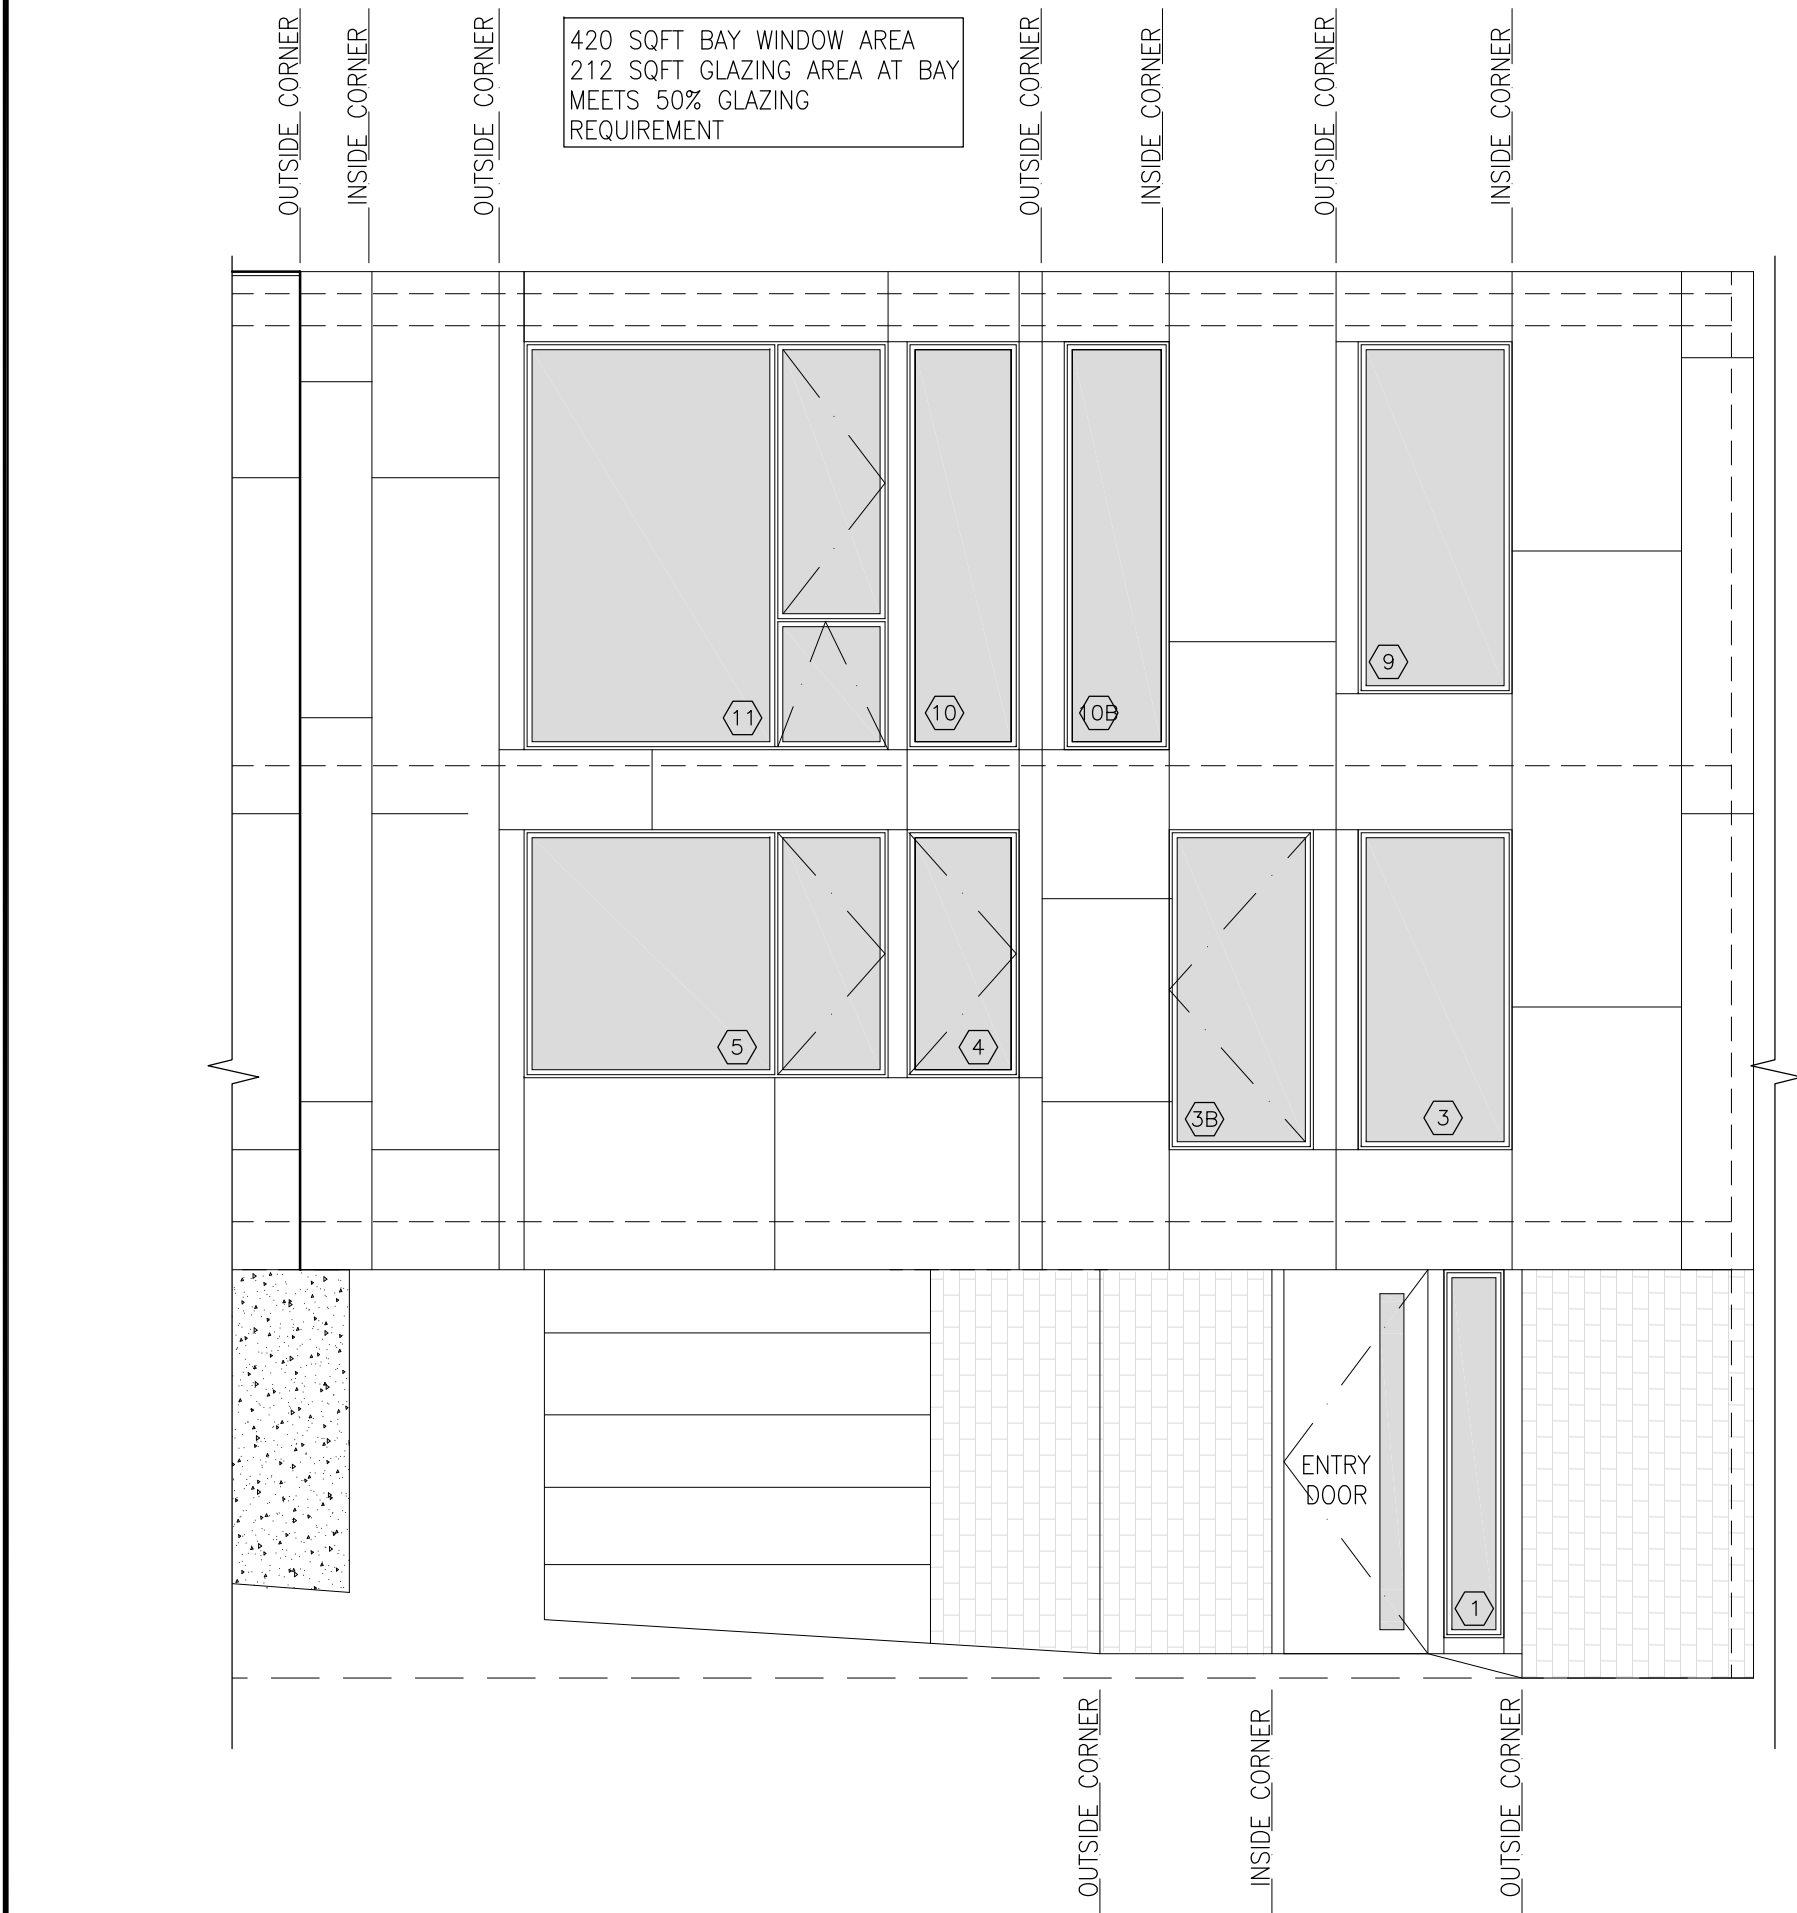 OUTSIDE CORNER
INSIDE CORNER
OUTSIDE CORNER
420 SQFT BAY WINDOW AREA
212 SQFT GLAZING AREA AT BAY
MEETS 50% GLAZING
REQUIREMENT
OUTSIDE CORNER
INSIDE CORNER
OUTSIDE CORNER
INSIDE CORNER
9
11
10
10B
5
4
3B
3
ENTRY
DOOR
1
OUTSIDE CORNER
INSIDE CORNER
OUTSIDE CORNER